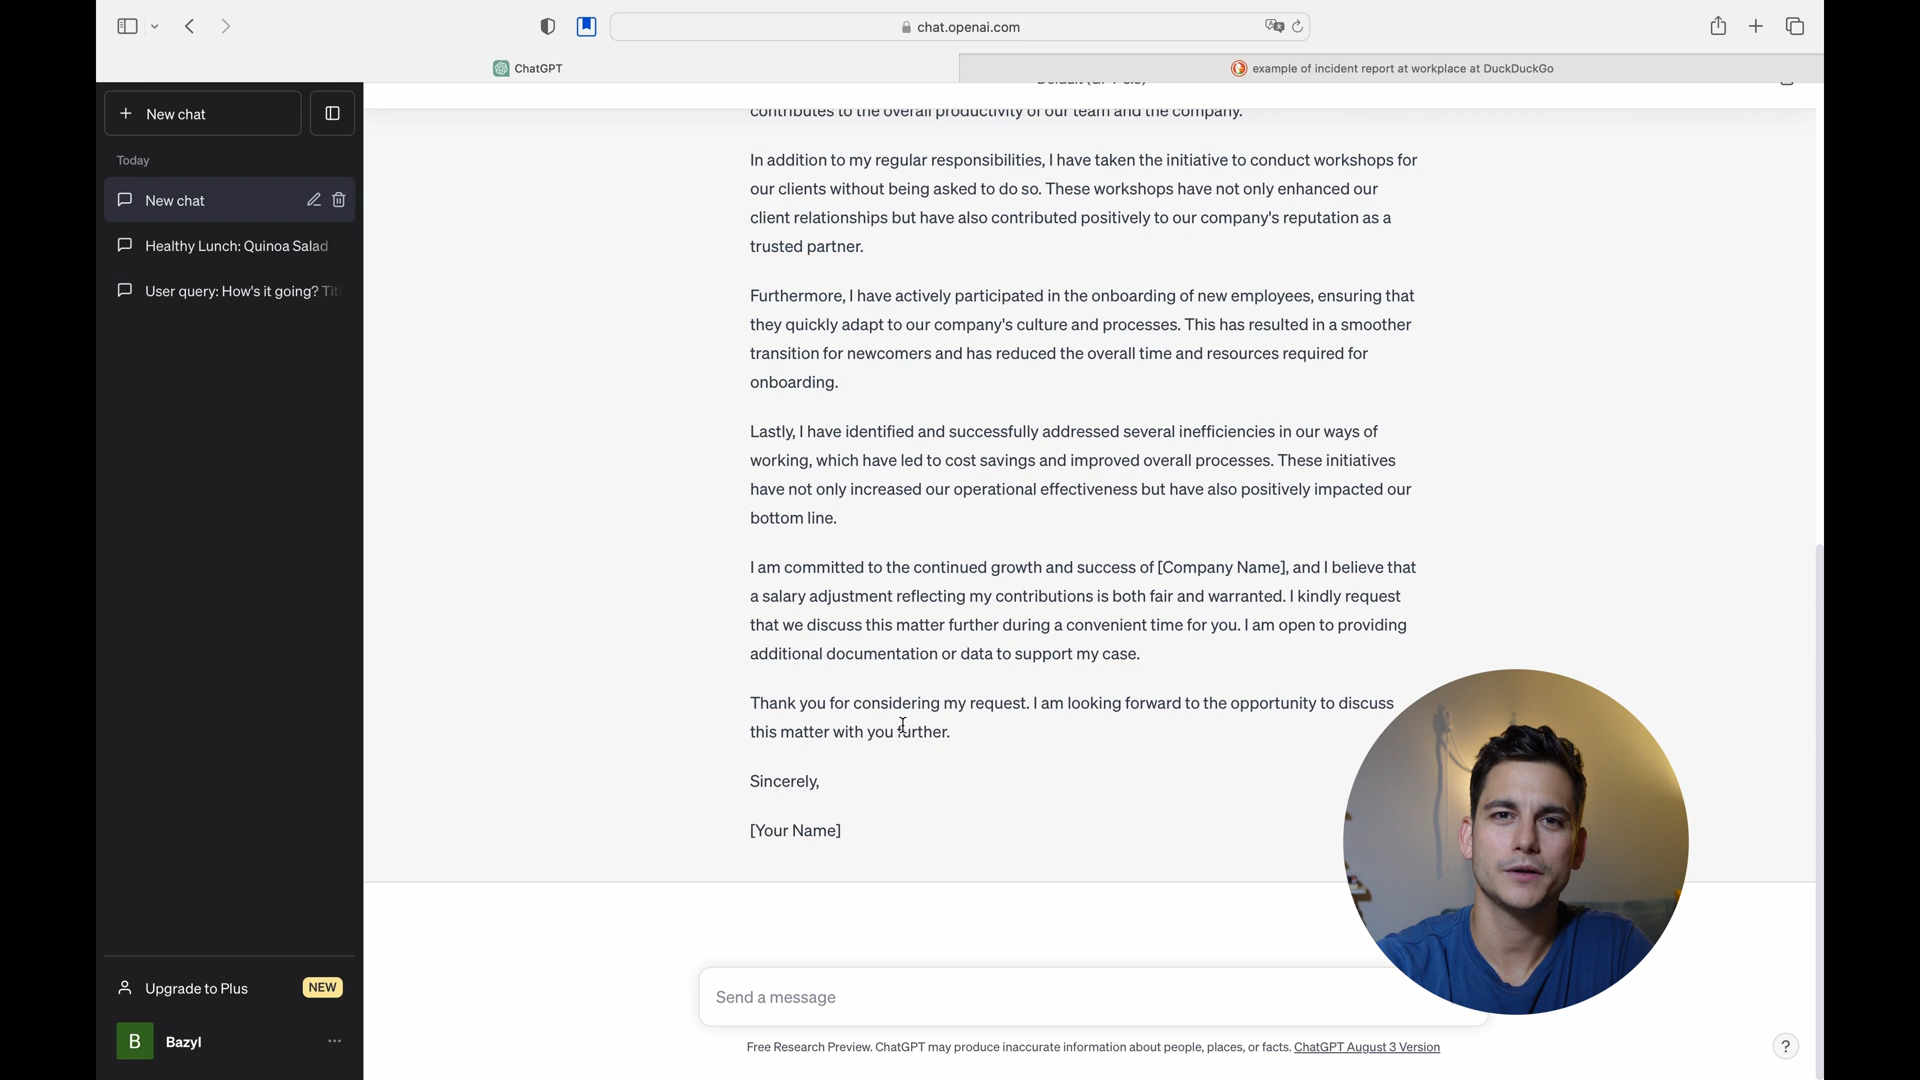 chat.openai.com
ChatGPT
example of incident report at workplace at DuckDuckGo
New chat
Today
New chat
Healthy Lunch: Quinoa Salad
User query: How's it going? Tit
Upgrade to Plus
NEW
B
Bazyl
contributes to the overall productivity of our team and the company.
In addition to my regular responsibilities, I have taken the initiative to conduct workshops for
our clients without being asked to do so. These workshops have not only enhanced our
client relationships but have also contributed positively to our company's reputation as a
trusted partner.
Furthermore, I have actively participated in the onboarding of new employees, ensuring that
they quickly adapt to our company's culture and processes. This has resulted in a smoother
transition for newcomers and has reduced the overall time and resources required for
onboarding.
Lastly, I have identified and successfully addressed several inefficiencies in our ways of
working, which have led to cost savings and improved overall processes. These initiatives
have not only increased our operational effectiveness but have also positively impacted our
bottom line.
I am committed to the continued growth and success of [Company Name], and I believe that
a salary adjustment reflecting my contributions is both fair and warranted. I kindly request
that we discuss this matter further during a convenient time for you. I am open to providing
additional documentation or data to support my case.
Thank you for considering my request. I am looking forward to the opportunity to discuss
this matter with you further.
Sincerely,
[Your Name]
Send a message
Free Research Preview. ChatGPT may produce inaccurate information about people, places, or facts. ChatGPT August 3 Version
?